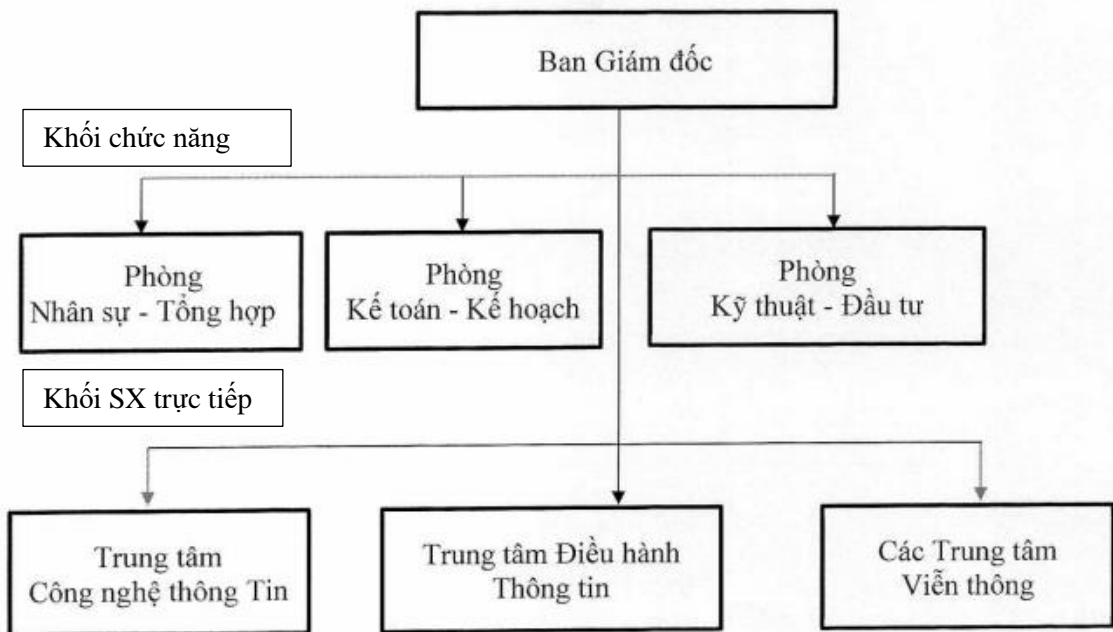 Ban Giám đốc
Khối chức năng
Phòng
Nhân sự - Tổng hợp
Phòng
Kế toán - Kế hoạch
Phòng
Kỹ thuật - Đầu tư
Khối SX trực tiếp
Trung tâm
Công nghệ thông Tin
Trung tâm Điều hành
Thông tin
Các Trung tâm
Viễn thông